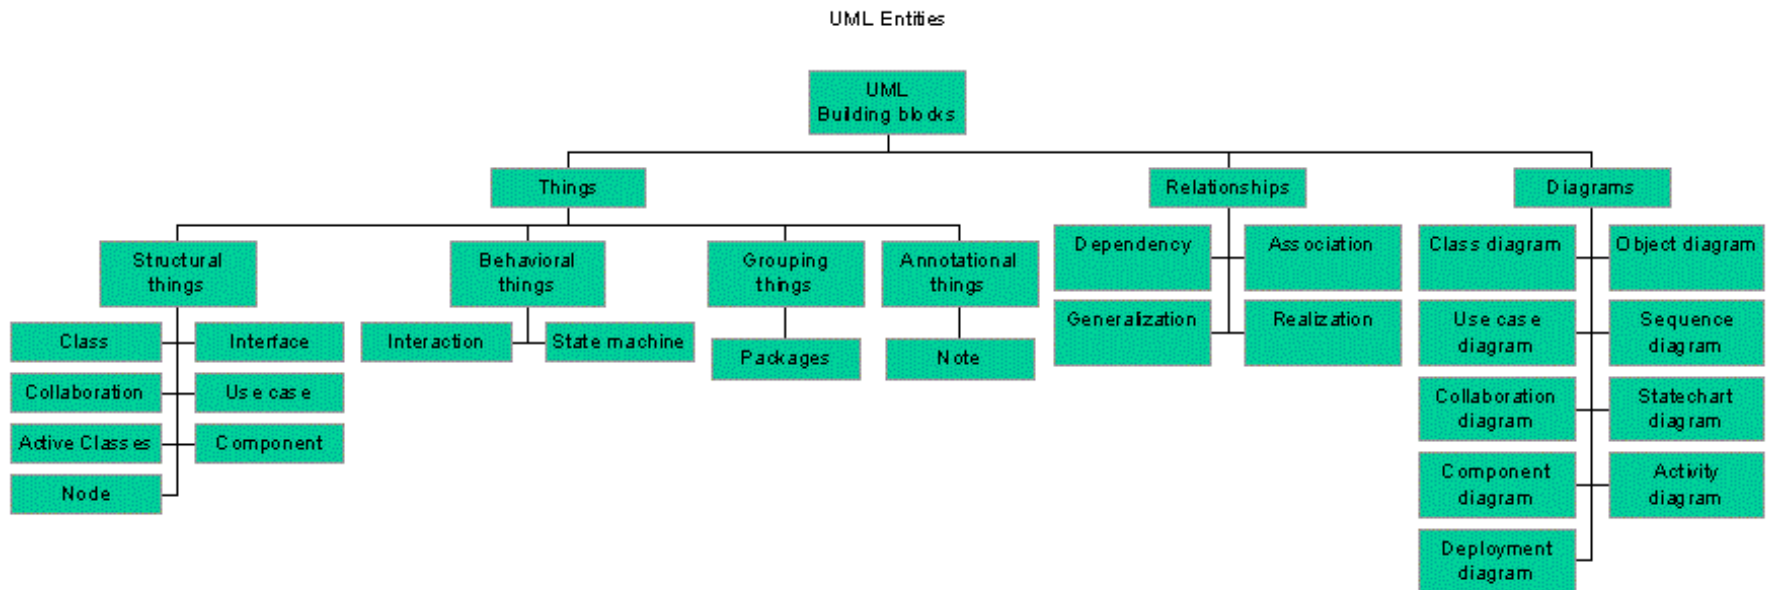 UML Entities
UML
Building blocks
Things
Relationships
Diagrams
Structural
things
Behavioral
things
Grouping
things
Annotational
things
Dependency
Association
Class diagram
Object diagram
Class
Interface
Interaction
State machine
Packages
Note
Generalization
Realization
Use case
diagram
Sequence
diagram
Collaboration
Use case
Collaboration
diagram
Statechart
diagram
Active Classes
Component
Component
diagram
Activity
diagram
Node
Deployment
diagram